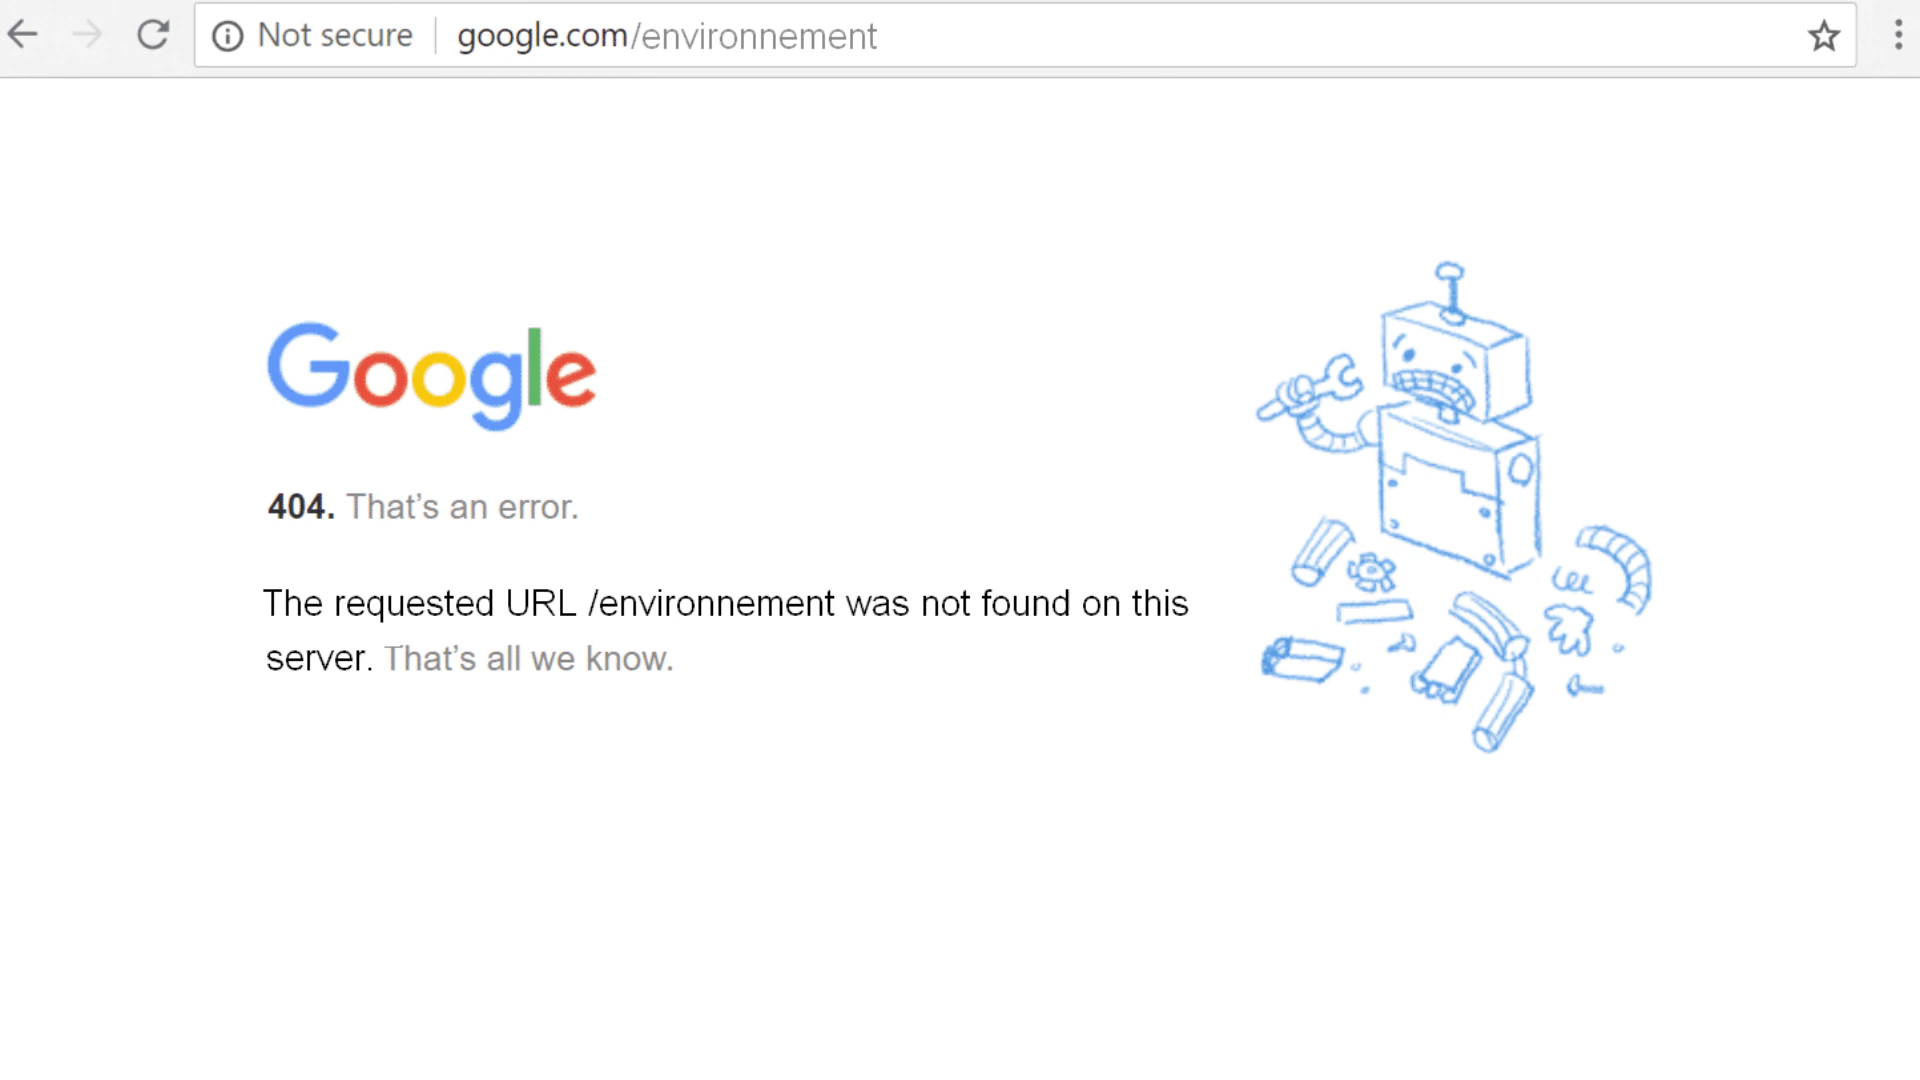 Not secure google.com/environnement
Google
404. That's an error.
The requested URL /environnement was not found on this
server. That's all we know.